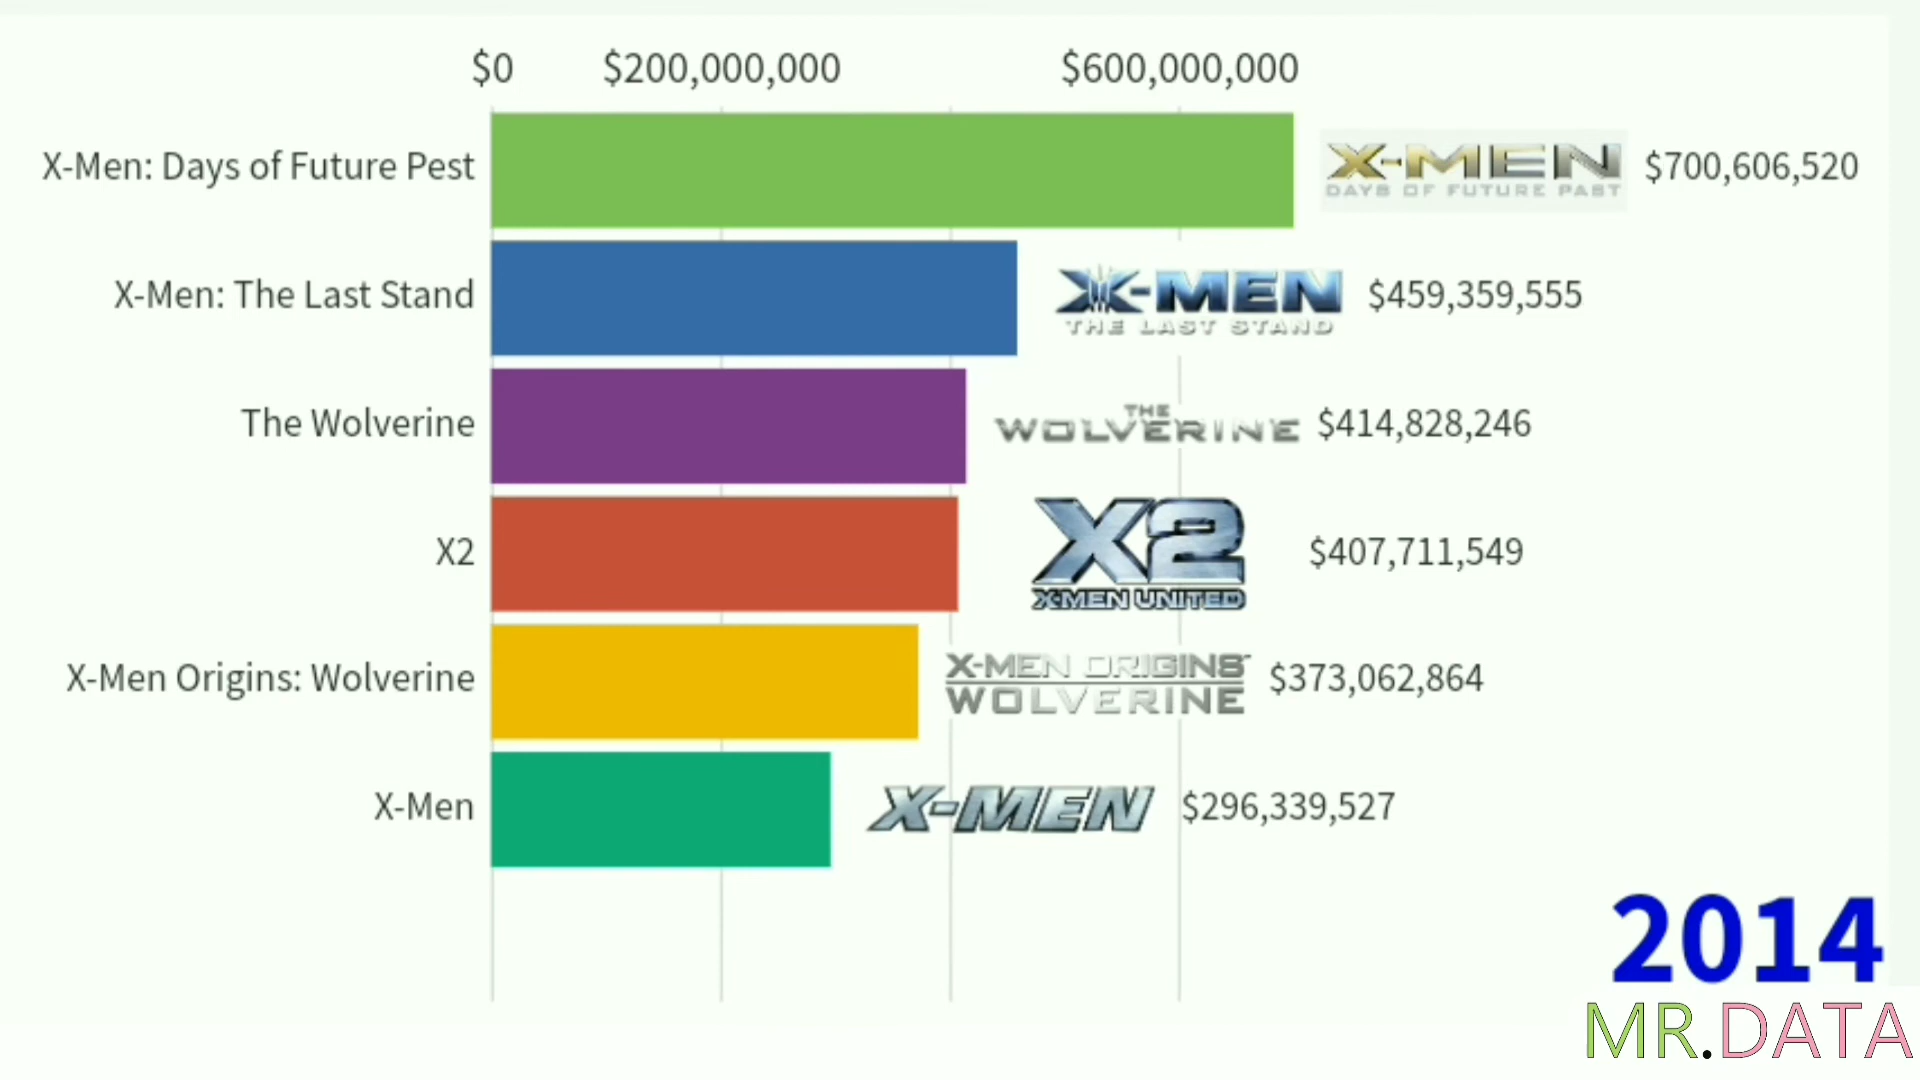 $0 $200,000,000 $600,000,000
X-Men: Days of Future Pest X-MEN $700,606,520
DAYS OF FUTURE PAST
X-Men: The Last Stand X-MEN $459,359,555
THE LAST STAND
The Wolverine THE WOLVERINE $414,828,246
X2 X2 $407,711,549
X-MEN UNITED
X-Men Origins: Wolverine X-MEN ORIGINS $373,062,864
WOLVERINE
X-Men X-MEN $296,339,527
2014
MR.DATA